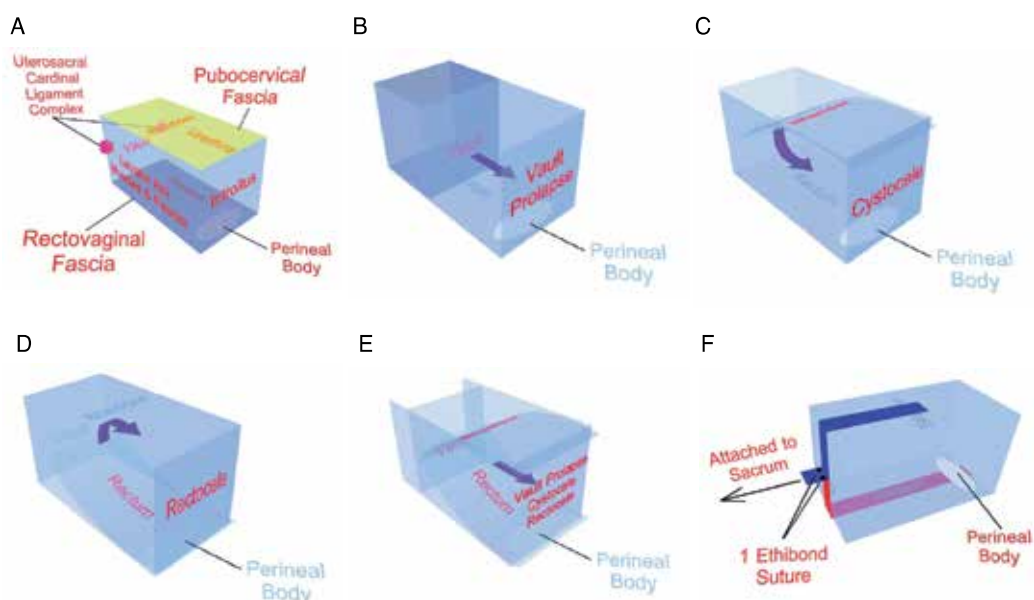 A
Uterosacral
Cardinal
Ligament
Complex
Pubocervical
Fascia
Introitus
Rectovaginal
Fascia
Perineal
Body
B
Vault
Prolapse
Perineal
Body
C
Cystocele
Perineal
Body
D
Rectum
Rectocele
Perineal
Body
E
Rectum
Vault Prolapse
Cystocele
Rectocele
Perineal
Body
F
Attached to
Sacrum
1 Ethibond
Suture
Perineal
Body